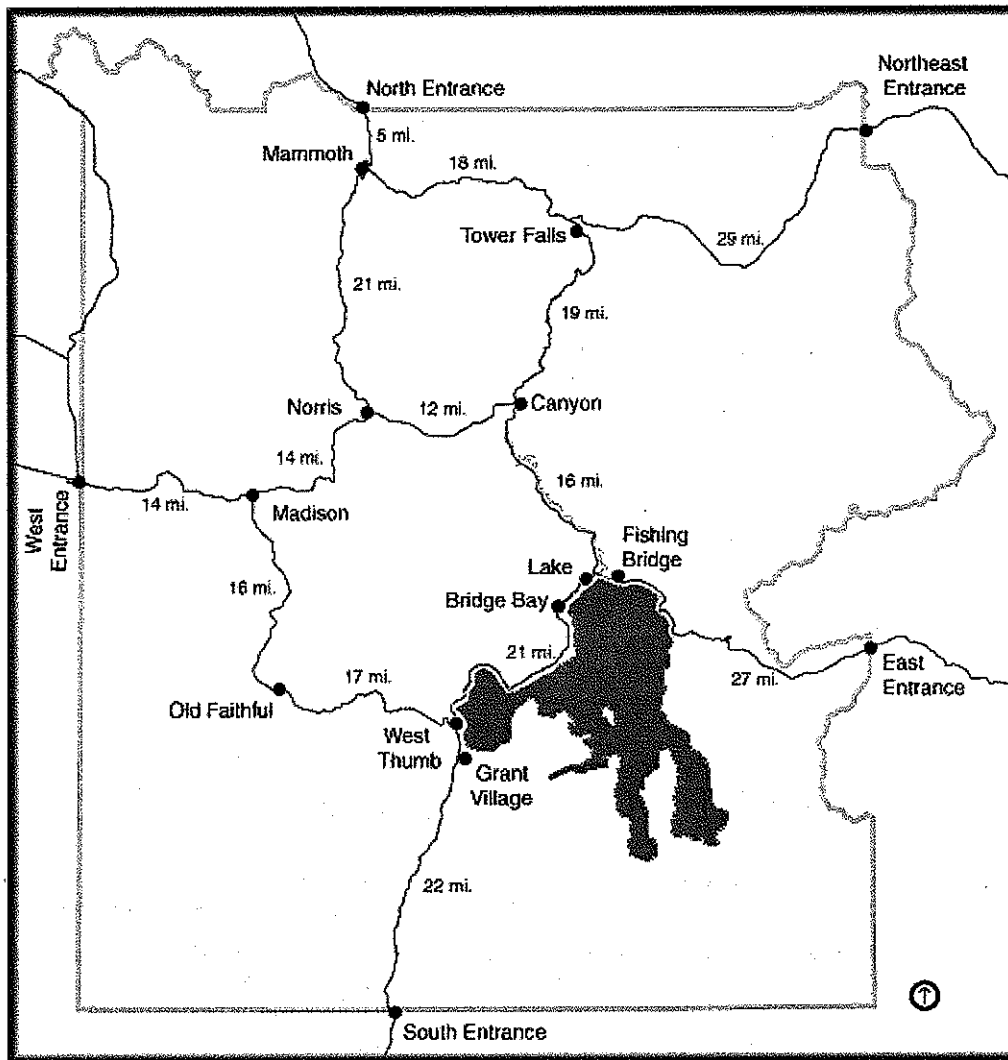 North Entrance
Northeast
Entrance
5 mi.
Mammoth
18 mi.
Tower Falls
29 mi.
21 mi.
19 mi.
Norris
12 mi.
Canyon
14 mi.
16 mi.
West
Entrance
14 mi.
Madison
Fishing
Bridge
Lake
16 mi.
Bridge Bay
21 mi.
27 mi.
East
Entrance
17 mi.
Old Faithful
West
Thumb
Grant
Village
22 mi.
South Entrance